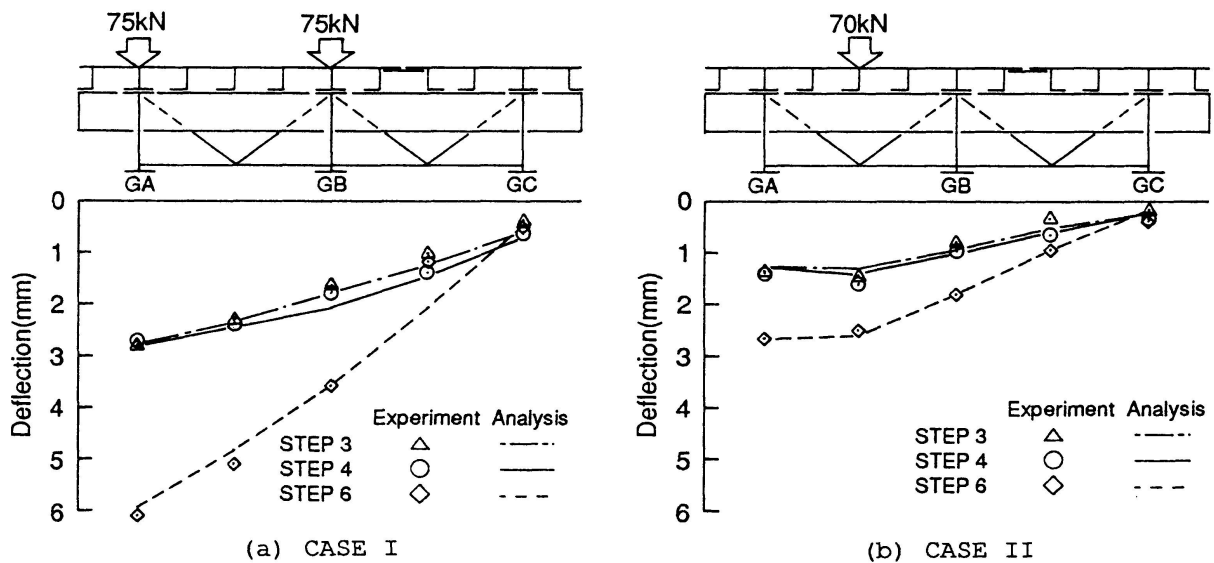 75kN 75kN
GA GB GC
0
1
2
3
4
5
6
Deflection(mm)
Experiment Analysis
STEP 3
STEP 4
STEP 6
(a) CASE I
70kN
GA GB GC
0
1
2
3
4
5
6
Deflection(mm)
Experiment Analysis
STEP 3
STEP 4
STEP 6
(b) CASE II